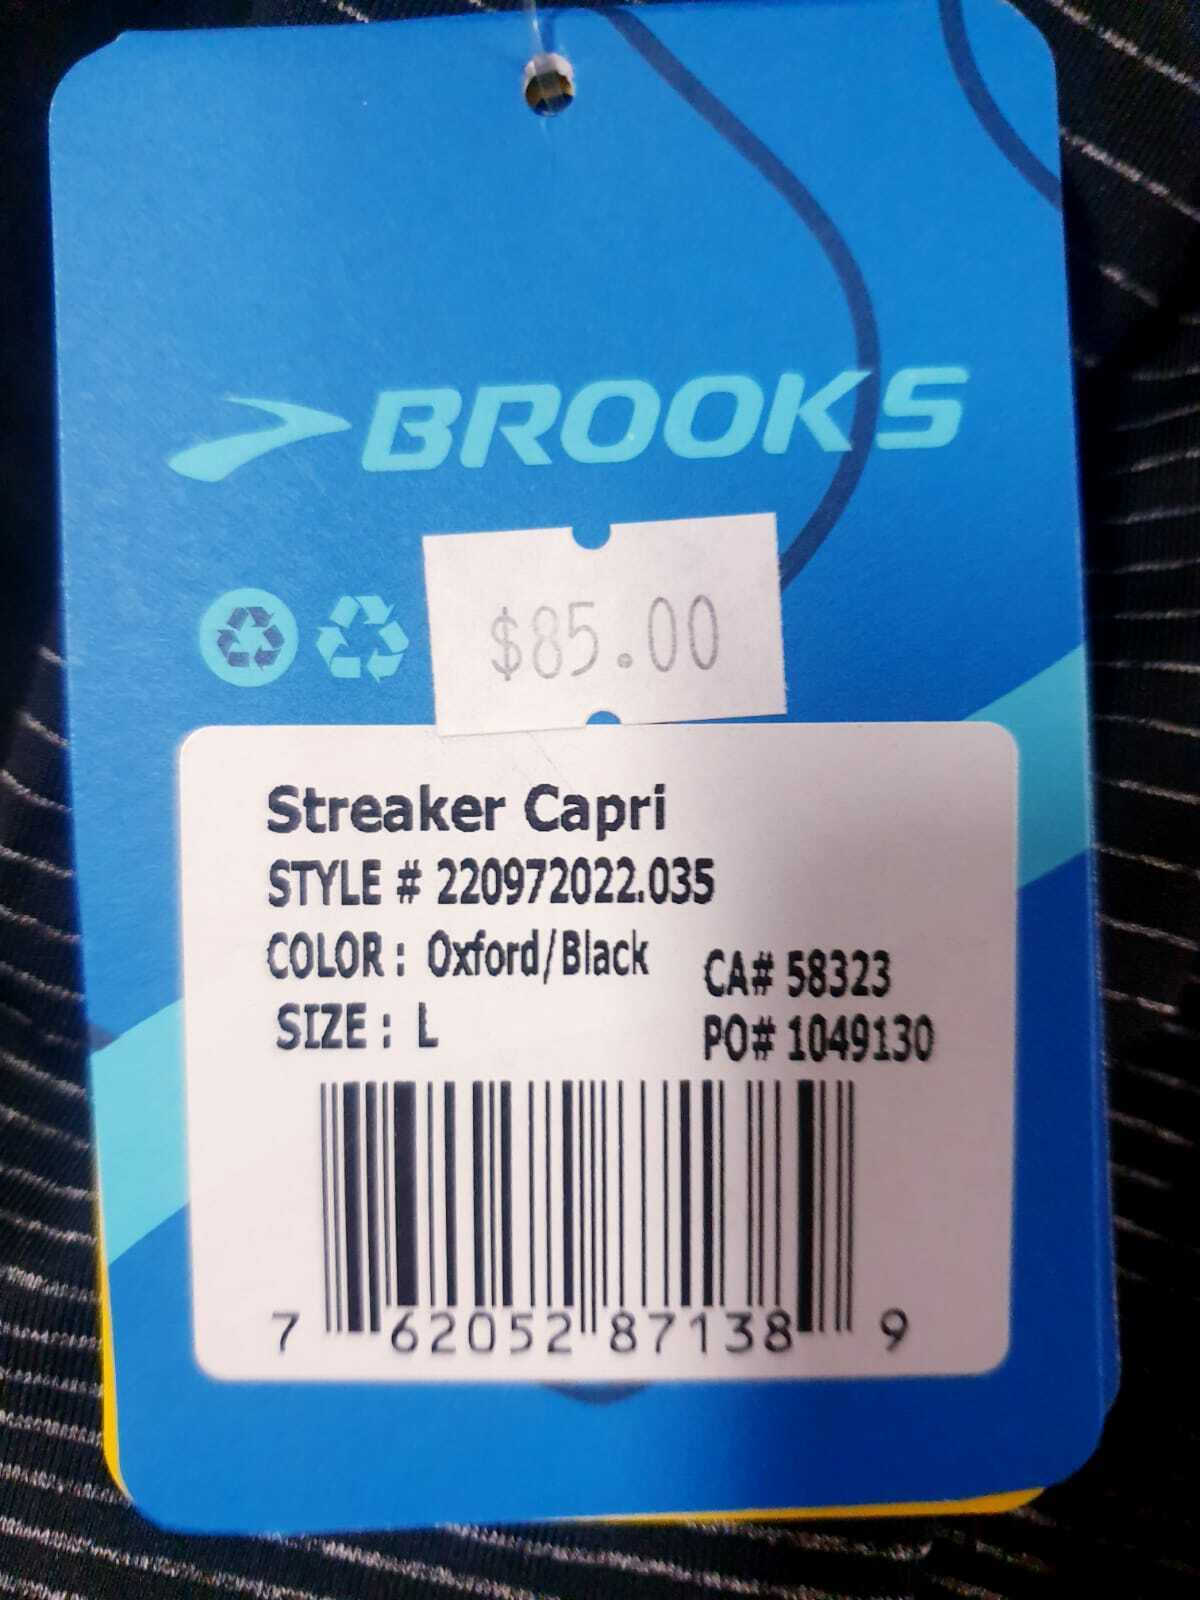 BROOKS
$85.00
Streaker Capri
STYLE # 220972022.035
COLOR : Oxford/Black
SIZE : L
CA# 58323
PO# 1049130
7 62052 87138 9